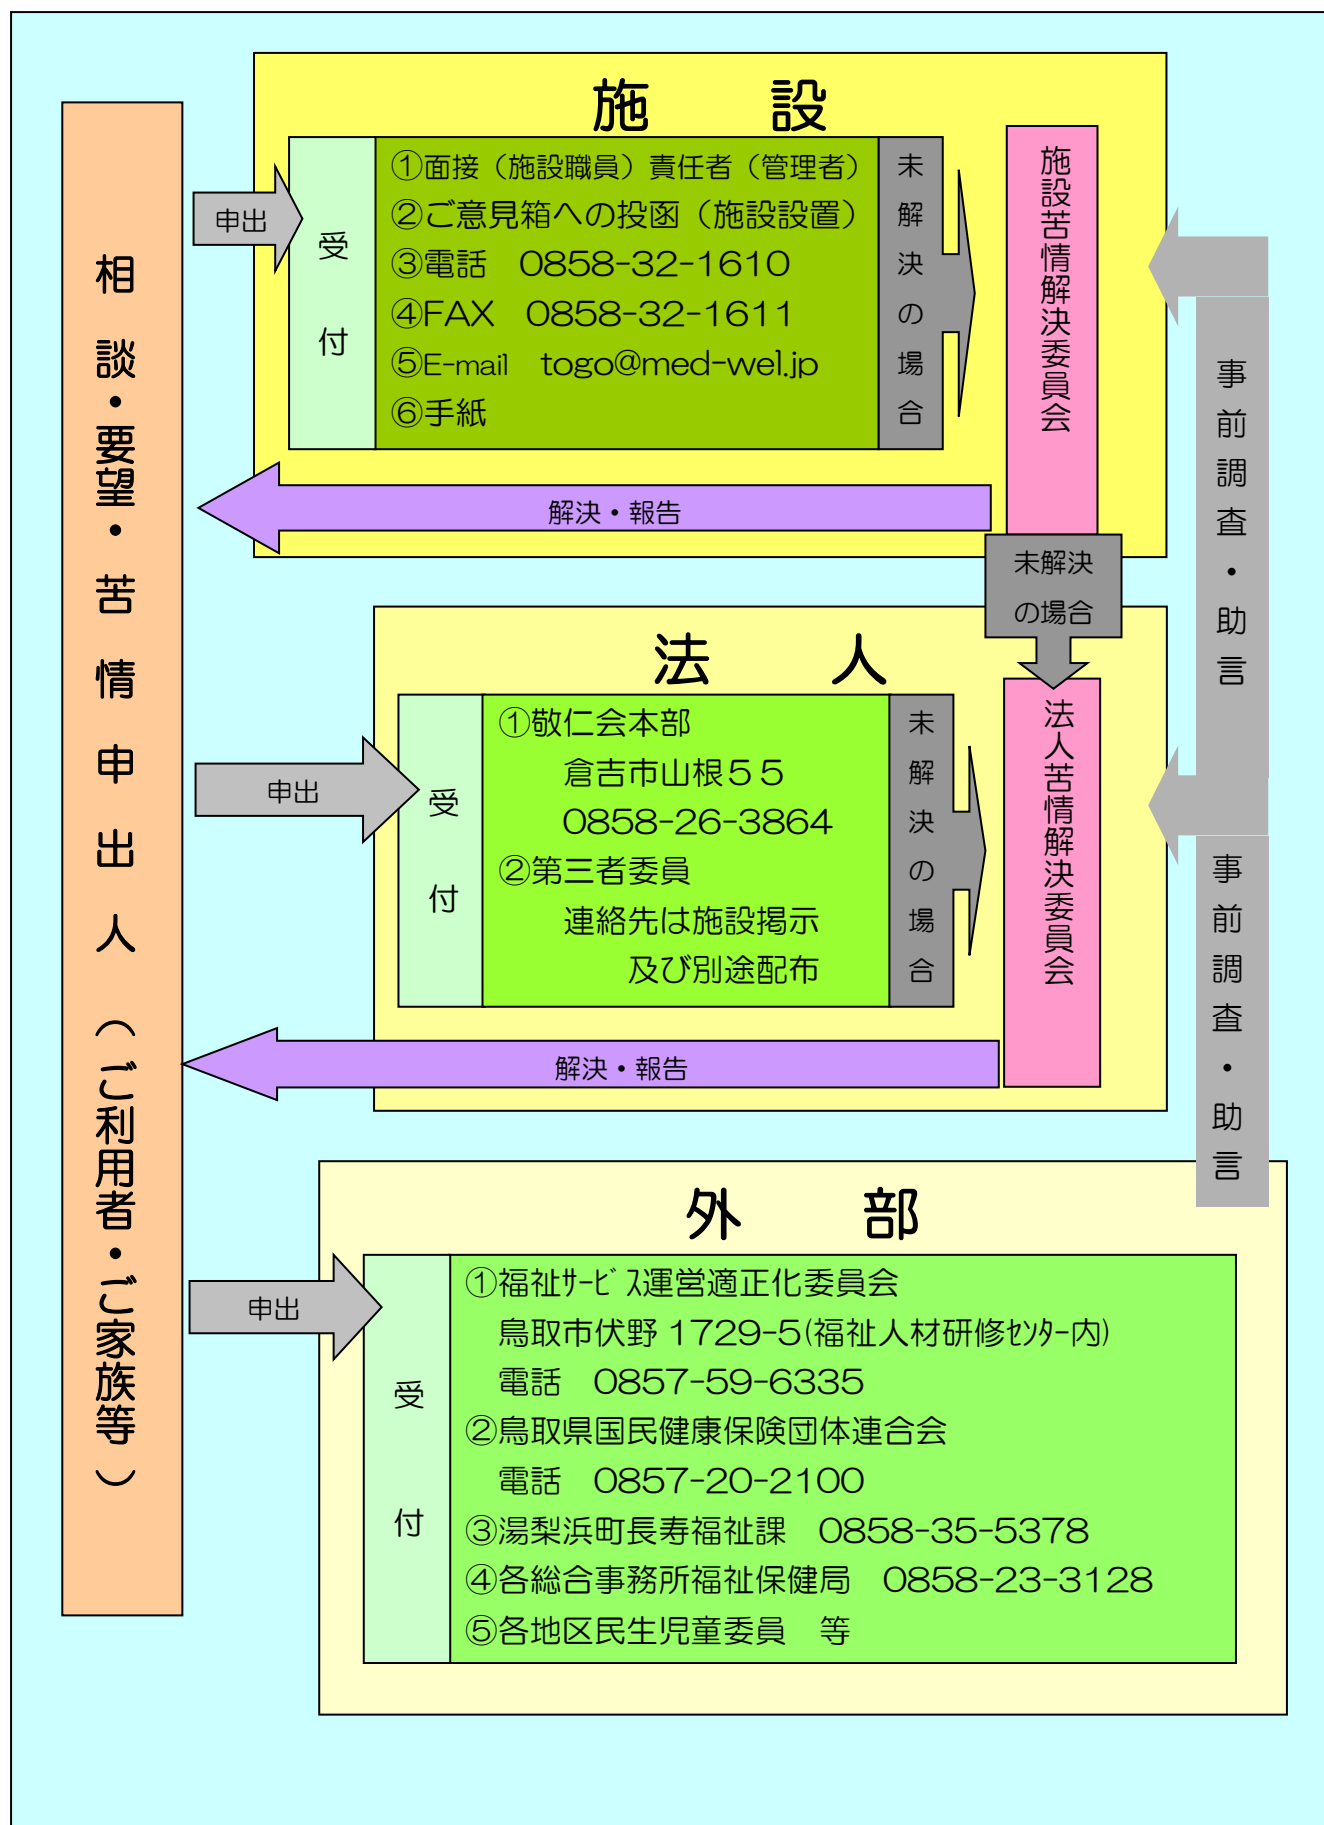 相談・要望・苦情申出人（ご利用者・ご家族等）
施　設
申出
受付
①面接（施設職員）責任者（管理者）
②ご意見箱への投函（施設設置）
③電話　0858-32-1610
④FAX　0858-32-1611
⑤E-mail　togo@med-wel.jp
⑥手紙
未解決の場合
施設苦情解決委員会
解決・報告
未解決
の場合
事前調査・助言
法　人
申出
受付
①敬仁会本部
倉吉市山根５５
0858-26-3864
②第三者委員
連絡先は施設掲示
及び別途配布
未解決の場合
法人苦情解決委員会
解決・報告
事前調査・助言
外　部
申出
受付
①福祉ｻｰﾋﾞｽ運営適正化委員会
鳥取市伏野 1729-5(福祉人材研修ｾﾝﾀｰ内)
電話　0857-59-6335
②鳥取県国民健康保険団体連合会
電話　0857-20-2100
③湯梨浜町長寿福祉課　0858-35-5378
④各総合事務所福祉保健局　0858-23-3128
⑤各地区民生児童委員　等